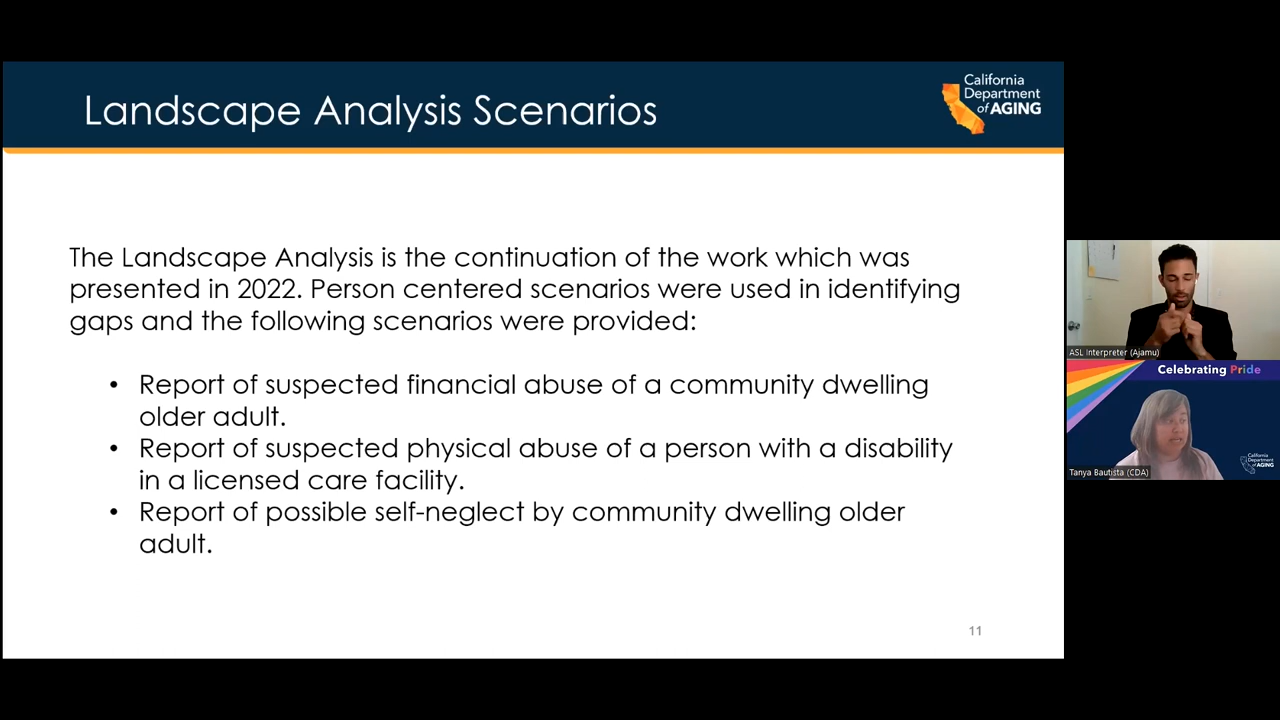 Landscape Analysis Scenarios
California
Department
of AGING
The Landscape Analysis is the continuation of the work which was
presented in 2022. Person centered scenarios were used in identifying
gaps and the following scenarios were provided:
• Report of suspected financial abuse of a community dwelling
older adult.
• Report of suspected physical abuse of a person with a disability
in a licensed care facility.
• Report of possible self-neglect by community dwelling older
adult.
11
ASL Interpreter (Ajamu)
Celebrating Pride
California
Department
of AGING
Tanya Bautista (CDA)